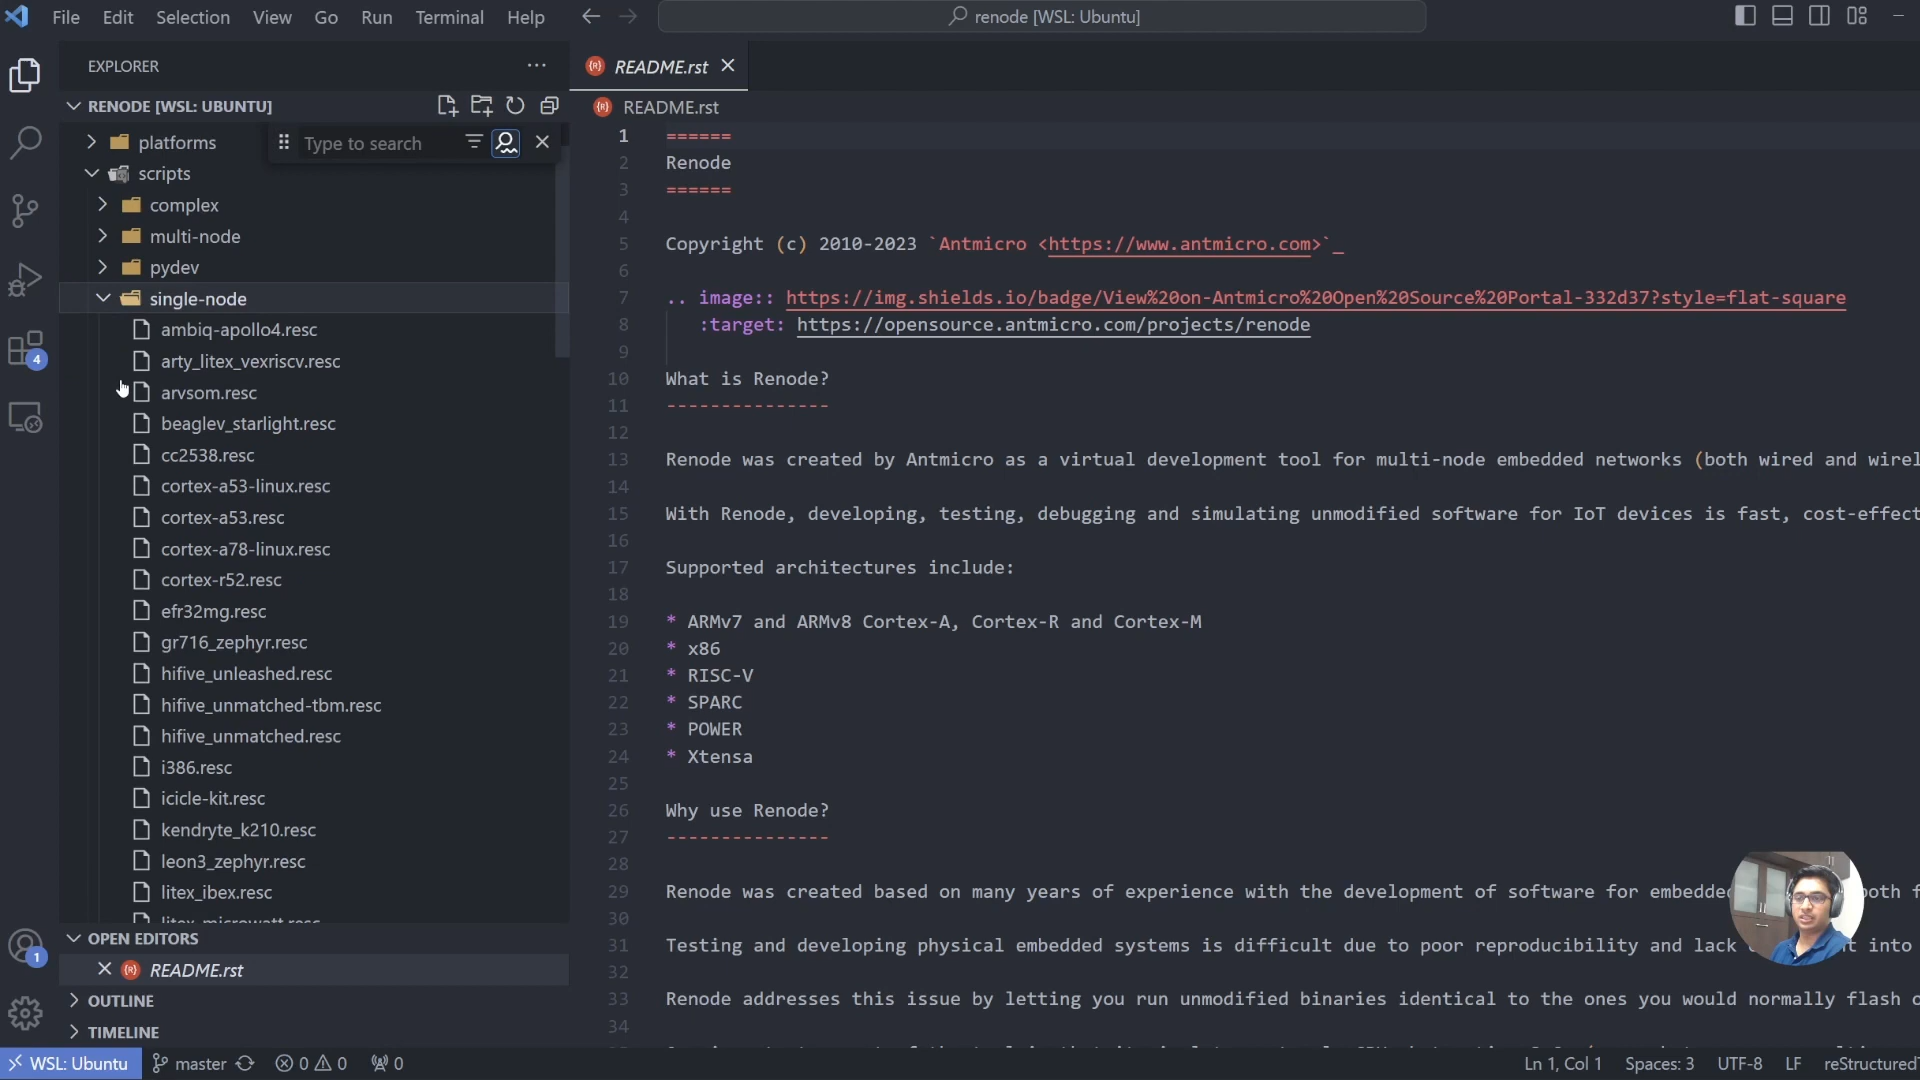 File Edit Selection View Go Run Terminal Help
renode [WSL: Ubuntu]
EXPLORER
RENODE [WSL: UBUNTU]
platforms
Type to search
scripts
complex
multi-node
pydev
single-node
ambiq-apollo4.resc
arty_litex_vexriscv.resc
arvsom.resc
beaglev_starlight.resc
cc2538.resc
cortex-a53-linux.resc
cortex-a53.resc
cortex-a78-linux.resc
cortex-r52.resc
efr32mg.resc
gr716_zephyr.resc
hifive_unleashed.resc
hifive_unmatched-tbm.resc
hifive_unmatched.resc
i386.resc
icicle-kit.resc
kendryte_k210.resc
leon3_zephyr.resc
litex_ibex.resc
litex_microwatt.resc
OPEN EDITORS
README.rst
OUTLINE
TIMELINE
4
1
README.rst
README.rst
1 ======
2 Renode
3 ======
4
5 Copyright (c) 2010-2023 `Antmicro <https://www.antmicro.com>`_
6
7 .. image:: https://img.shields.io/badge/View%20on-Antmicro%20Open%20Source%20Portal-332d37?style=flat-square
8 :target: https://opensource.antmicro.com/projects/renode
9
10 What is Renode?
11 ---------------
12
13 Renode was created by Antmicro as a virtual development tool for multi-node embedded networks (both wired and wirel
14
15 With Renode, developing, testing, debugging and simulating unmodified software for IoT devices is fast, cost-effect
16
17 Supported architectures include:
18
19 * ARMv7 and ARMv8 Cortex-A, Cortex-R and Cortex-M
20 * x86
21 * RISC-V
22 * SPARC
23 * POWER
24 * Xtensa
25
26 Why use Renode?
27 ---------------
28
29 Renode was created based on many years of experience with the development of software for embedded both f
30
31 Testing and developing physical embedded systems is difficult due to poor reproducibility and lack into
32
33 Renode addresses this issue by letting you run unmodified binaries identical to the ones you would normally flash o
34
WSL: Ubuntu master 0 0 0 Ln 1, Col 1 Spaces: 3 UTF-8 LF reStructuredT